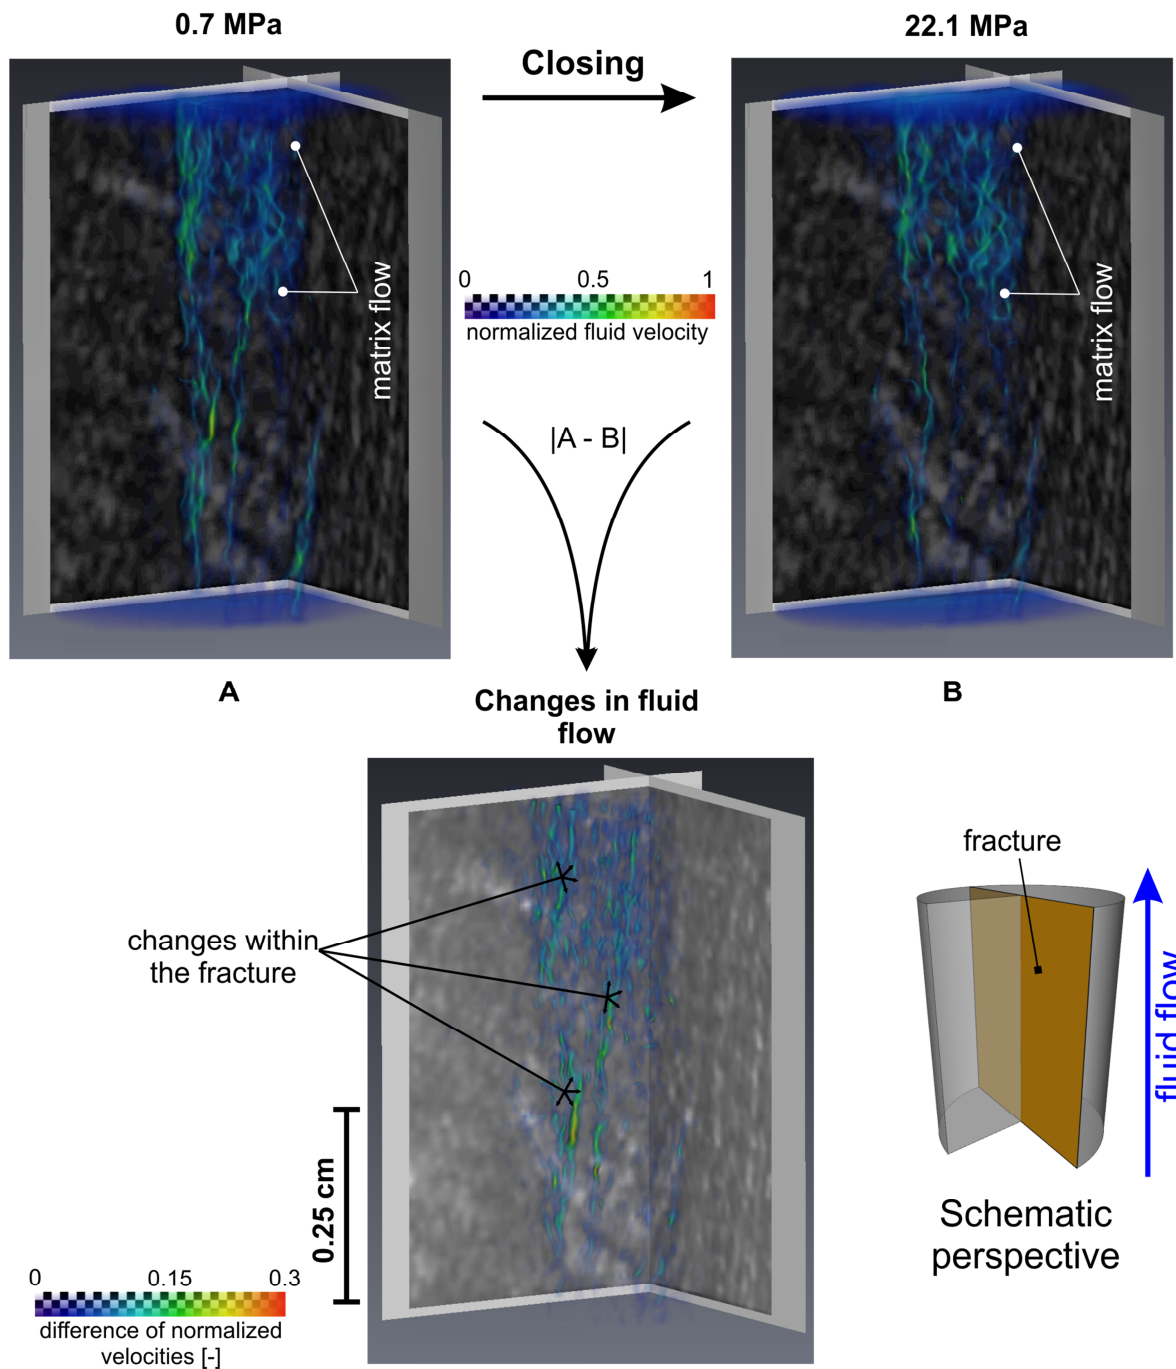 0.7 MPa
22.1 MPa
Closing
matrix flow
0 0.5 1
normalized fluid velocity
matrix flow
|A - B|
A
B
Changes in fluid
flow
fracture
changes within
the fracture
fluid flow
0.25 cm
Schematic
perspective
0 0.15 0.3
difference of normalized
velocities [-]